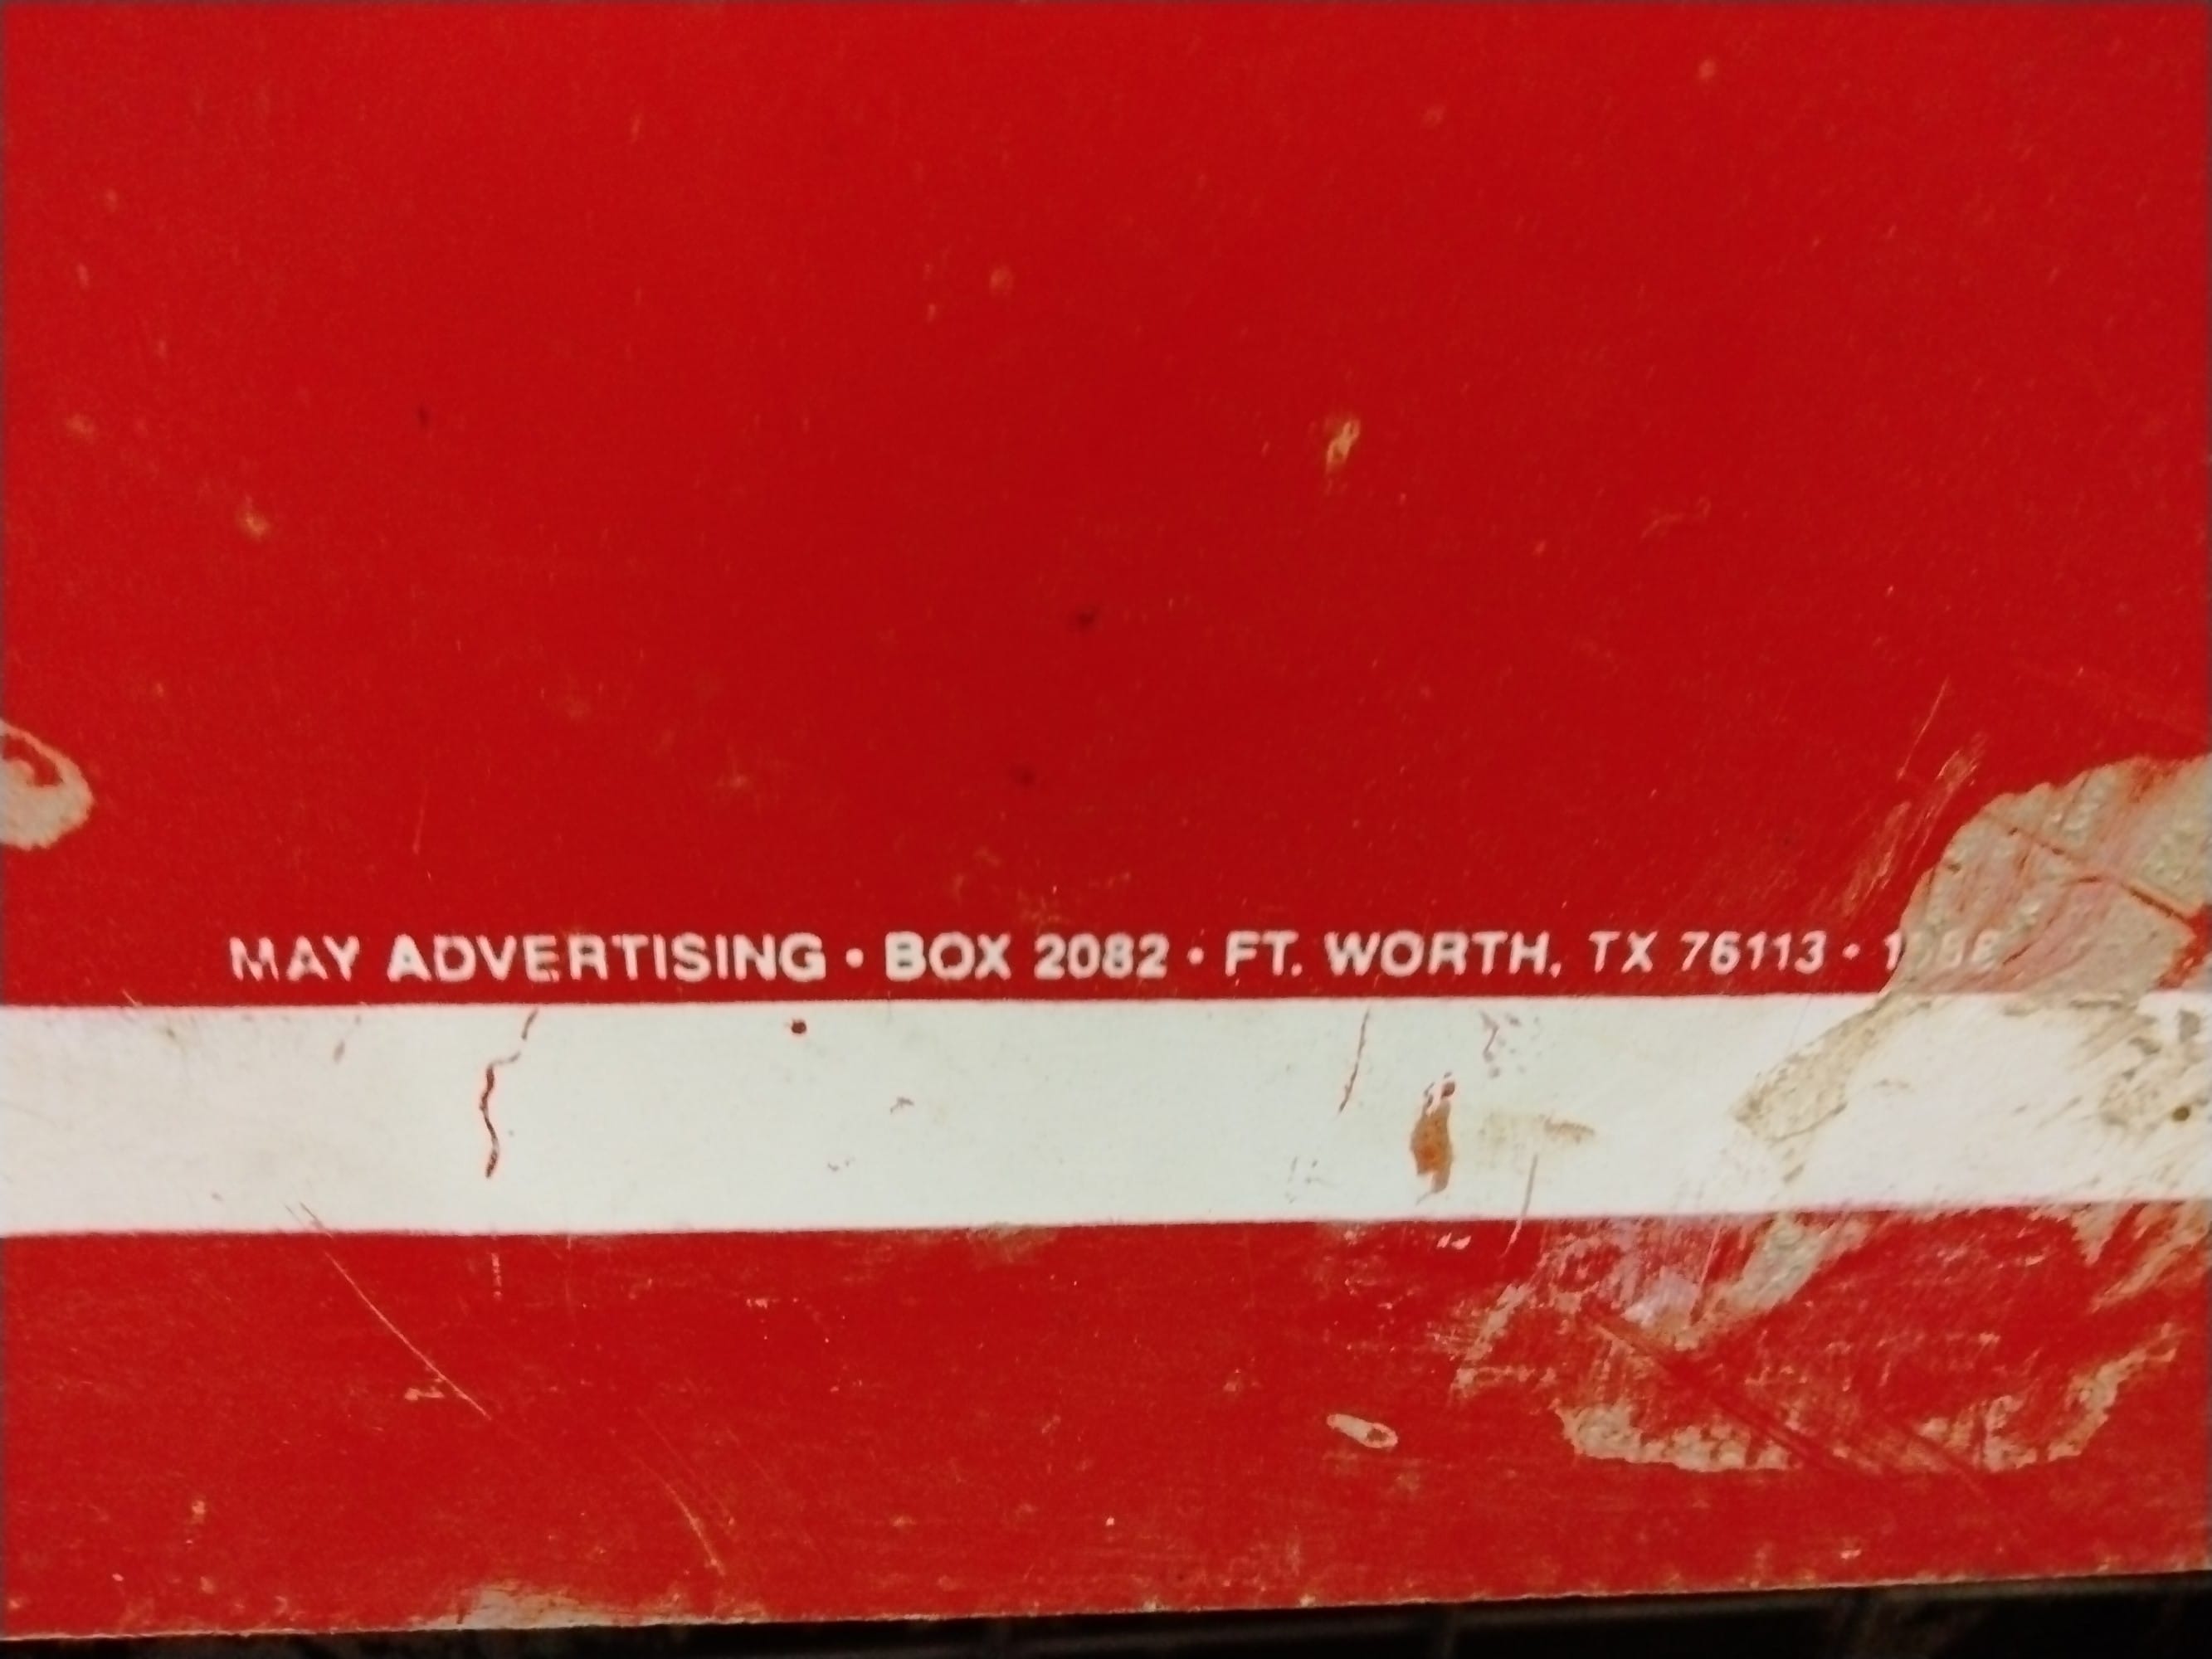 MAY ADVERTISING • BOX 2082 • FT. WORTH, TX 76113 •